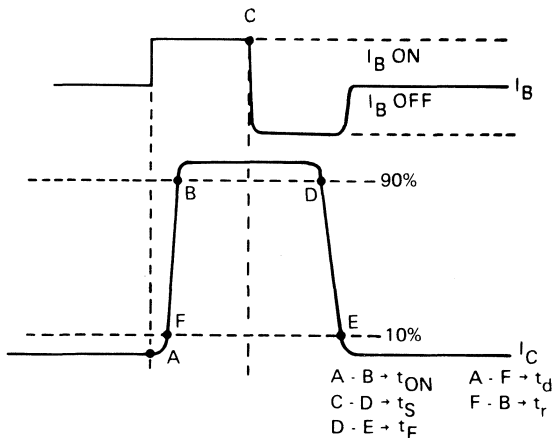 C
I_B ON
I_B
I_B OFF
90%
B
D
F
E
10%
A
I_C
A - B → t_ON
A - F → t_d
C - D → t_S
F - B → t_r
D - E → t_F